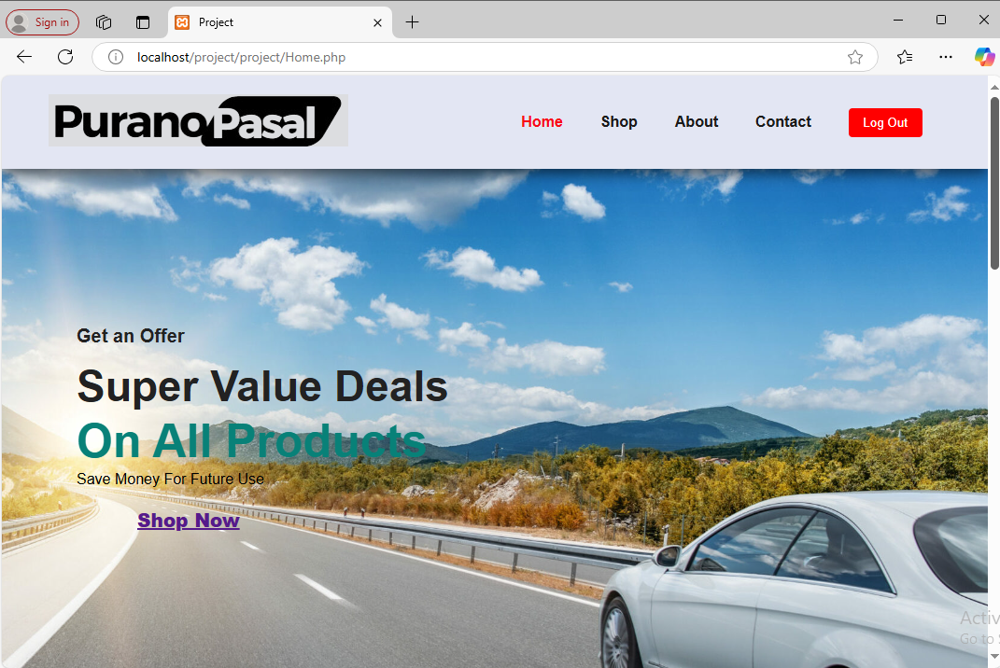 Sign in
Project
localhost/project/project/Home.php
PuranoPasal
Home Shop About Contact Log Out
Get an Offer
Super Value Deals
On All Products
Save Money For Future Use
Shop Now
Go to